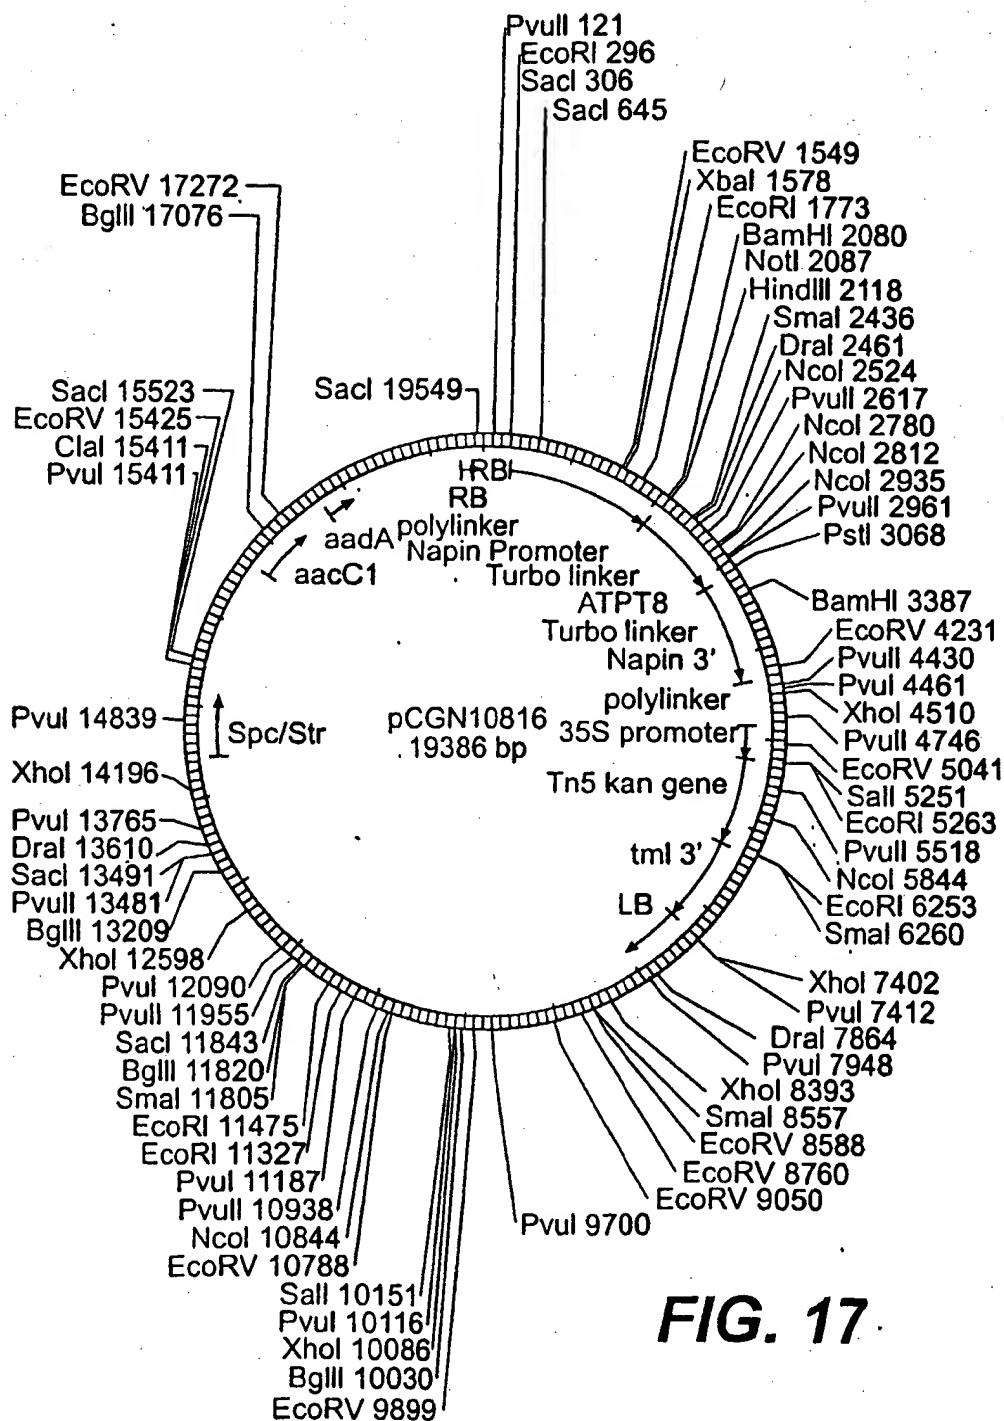 PvuII 121
EcoRI 296
SacI 306
SacI 645
EcoRV 1549
XbaI 1578
EcoRI 1773
BamHI 2080
NotI 2087
HindIII 2118
SmaI 2436
DraI 2461
NcoI 2524
PvuII 2617
NcoI 2780
NcoI 2812
NcoI 2935
PvuII 2961
PstI 3068
BamHI 3387
EcoRV 4231
PvuII 4430
PvuI 4461
XhoI 4510
PvuII 4746
EcoRV 5041
SalI 5251
EcoRI 5263
PvuII 5518
NcoI 5844
EcoRI 6253
SmaI 6260
XhoI 7402
PvuI 7412
DraI 7864
PvuI 7948
XhoI 8393
SmaI 8557
EcoRV 8588
EcoRV 8760
EcoRV 9050
PvuI 9700
EcoRV 9899
BglII 10030
XhoI 10086
PvuI 10116
SalI 10151
EcoRV 10788
NcoI 10844
PvuII 10938
PvuI 11187
EcoRI 11327
EcoRI 11475
SmaI 11805
BglII 11820
SacI 11843
PvuII 11955
PvuI 12090
XhoI 12598
BglII 13209
PvuII 13481
SacI 13491
DraI 13610
PvuI 13765
XhoI 14196
PvuI 14839
PvuI 15411
ClaI 15411
EcoRV 15425
SacI 15523
BglII 17076
EcoRV 17272
SacI 19549
RB
RB
polylinker
Napin Promoter
Turbo linker
ATPT8
Turbo linker
Napin 3'
polylinker
35S promoter
Tn5 kan gene
tml 3'
LB
Spc/Str
aacC1
aadA
pCGN10816
19386 bp
FIG. 17